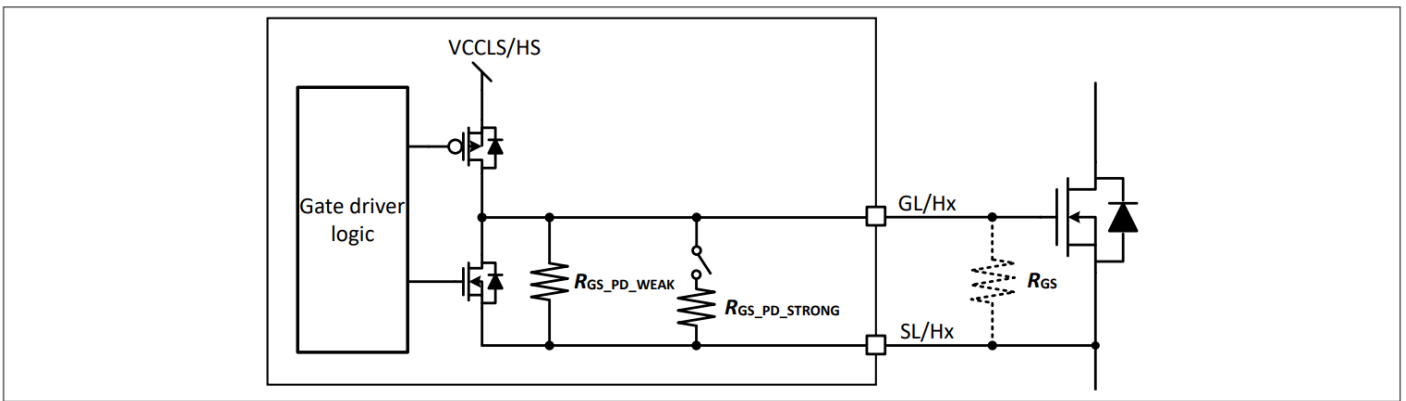 VCCLS/HS
Gate driver
logic
GL/Hx
RGS_PD_WEAK
RGS_PD_STRONG
RGS
SL/Hx